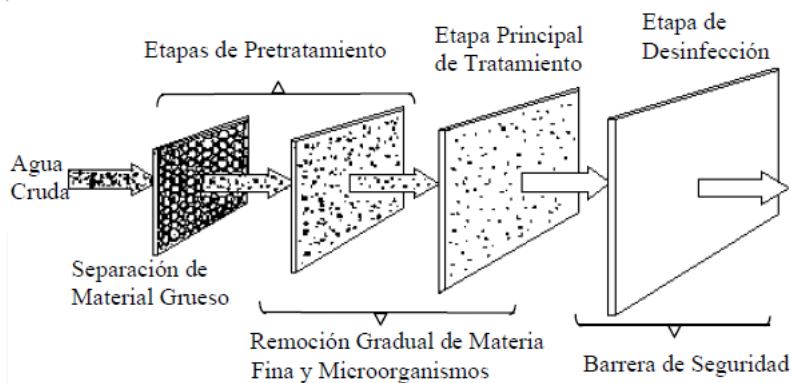 Etapas de Pretratamiento
Etapa Principal
de Tratamiento
Etapa de
Desinfección
Agua
Cruda
Separación de
Material Grueso
Remoción Gradual de Materia
Fina y Microorganismos
Barrera de Seguridad